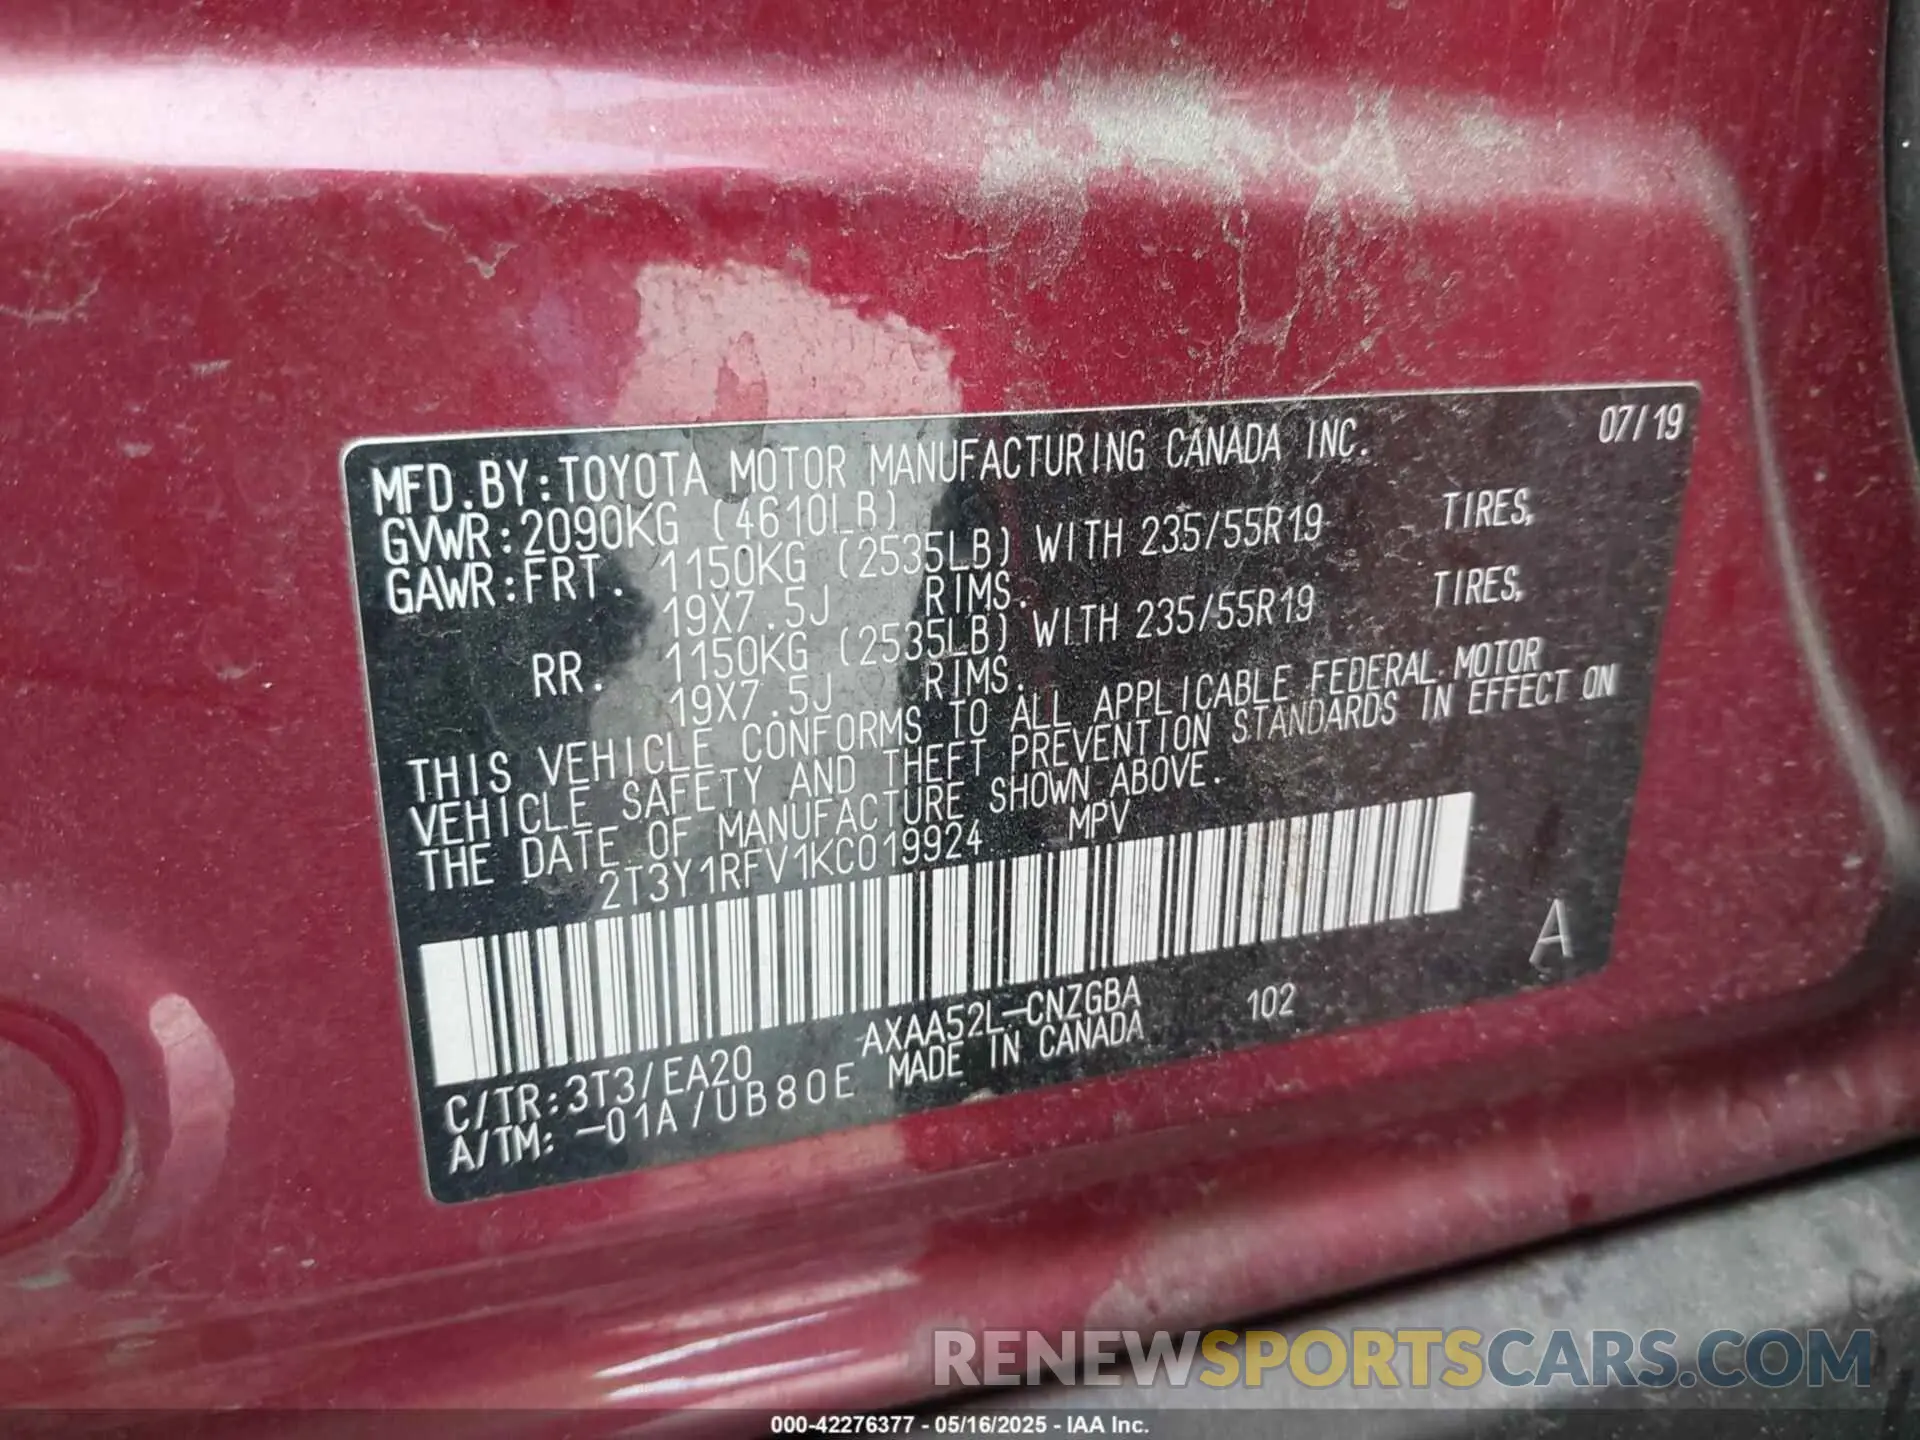 MFD.BY:TOYOTA MOTOR MANUFACTURING CANADA INC. 07/19
GVWR:2090KG (4610LB)
GAWR:FRT. 1150KG (2535LB) WITH 235/55R19 TIRES,
19X7.5J RIMS.
RR. 1150KG (2535LB) WITH 235/55R19 TIRES,
19X7.5J RIMS.
THIS VEHICLE CONFORMS TO ALL APPLICABLE FEDERAL MOTOR
VEHICLE SAFETY AND THEFT PREVENTION STANDARDS IN EFFECT ON
THE DATE OF MANUFACTURE SHOWN ABOVE.
2T3Y1RFV1KC019924 MPV
A
AXAA52L-CNZGBA 102
C/TR:3T3/EA20 MADE IN CANADA
A/TM: -01A/UB80E
RENEWSPORTSCARS.COM
000-42276377 - 05/16/2025 - IAA Inc.